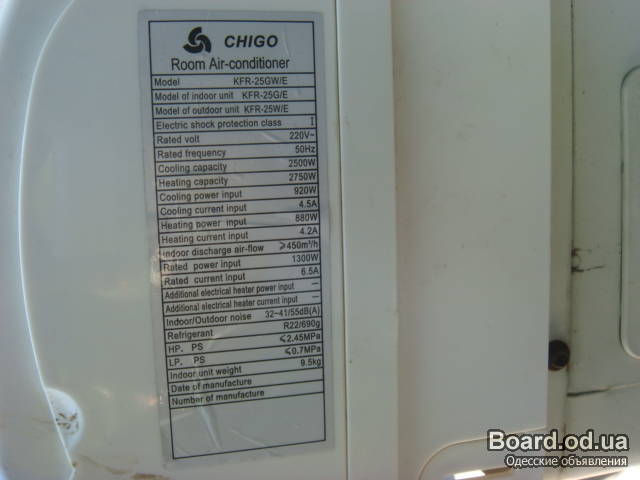 CHIGO
Room Air-conditioner
Model KFR-25GW/E
Model of indoor unit KFR-25G/E
Model of outdoor unit KFR-25W/E
Electric shock protection class I
Rated volt 220V~
Rated frequency 50Hz
Cooling capacity 2500W
Heating capacity 2750W
Cooling power input 920W
Cooling current input 4.5A
Heating power input 880W
Heating current input 4.2A
Indoor discharge air-flow ⩾450m³/h
Rated power input 1300W
Rated current input 6.5A
Additional electrical heater power input —
Additional electrical heater current input —
Indoor/Outdoor noise 32~41/55dB(A)
Refrigerant R22/690g
HP. PS ⩽2.45MPa
LP. PS ⩽0.7MPa
Indoor unit weight 9.5kg
Date of manufacture
Number of manufacture
Board.od.ua
Одесские объявления